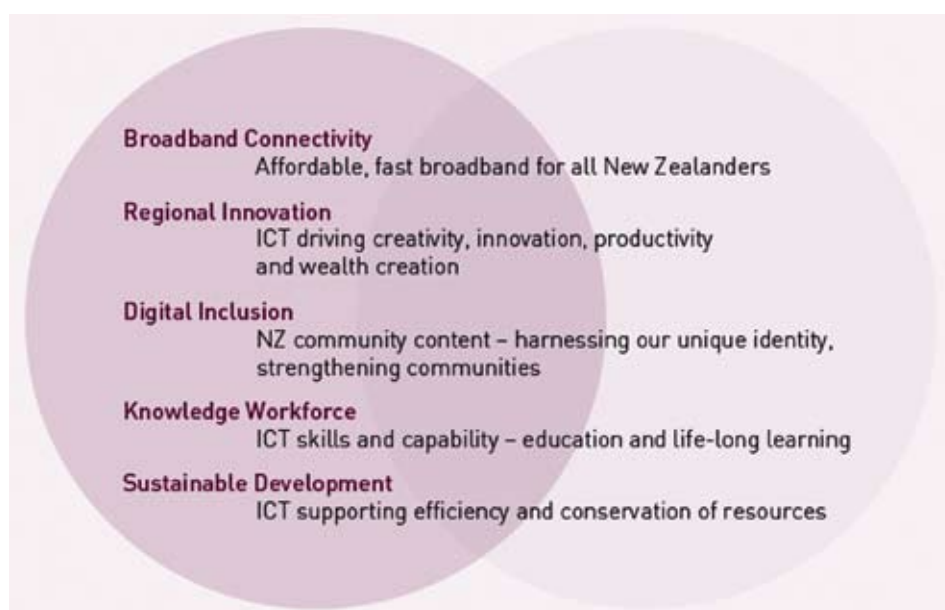 Broadband Connectivity
Affordable, fast broadband for all New Zealanders
Regional Innovation
ICT driving creativity, innovation, productivity
and wealth creation
Digital Inclusion
NZ community content – harnessing our unique identity,
strengthening communities
Knowledge Workforce
ICT skills and capability – education and life-long learning
Sustainable Development
ICT supporting efficiency and conservation of resources